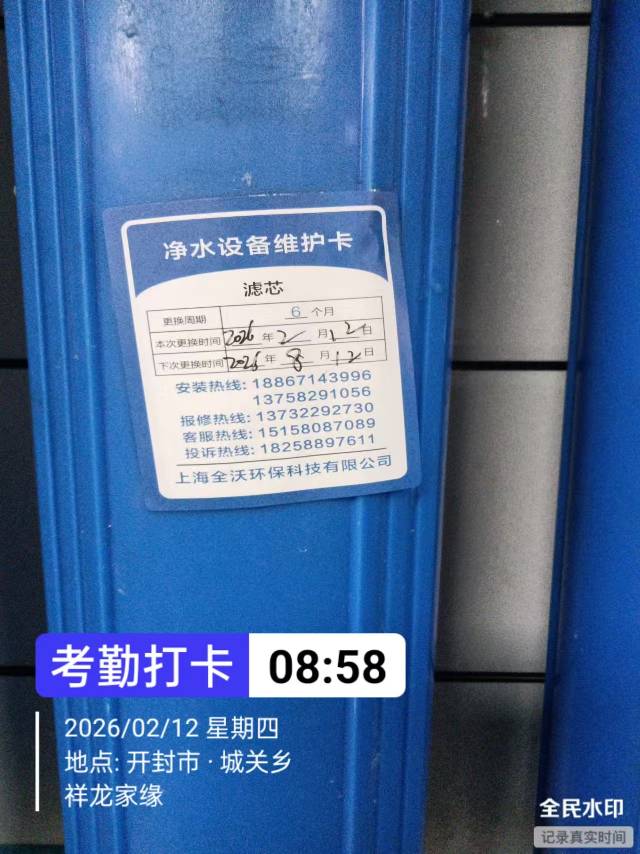 净水设备维护卡
滤芯
更换周期 6 个月
本次更换时间 2026 年 2 月 12 日
下次更换时间 2026 年 8 月 12 日
安装热线: 18867143996
13758291056
报修热线: 13732292730
客服热线: 15158087089
投诉热线: 18258897611
上海全沃环保科技有限公司
考勤打卡 08:58
2026/02/12 星期四
地点: 开封市 · 城关乡
祥龙家缘
全民水印
记录真实时间